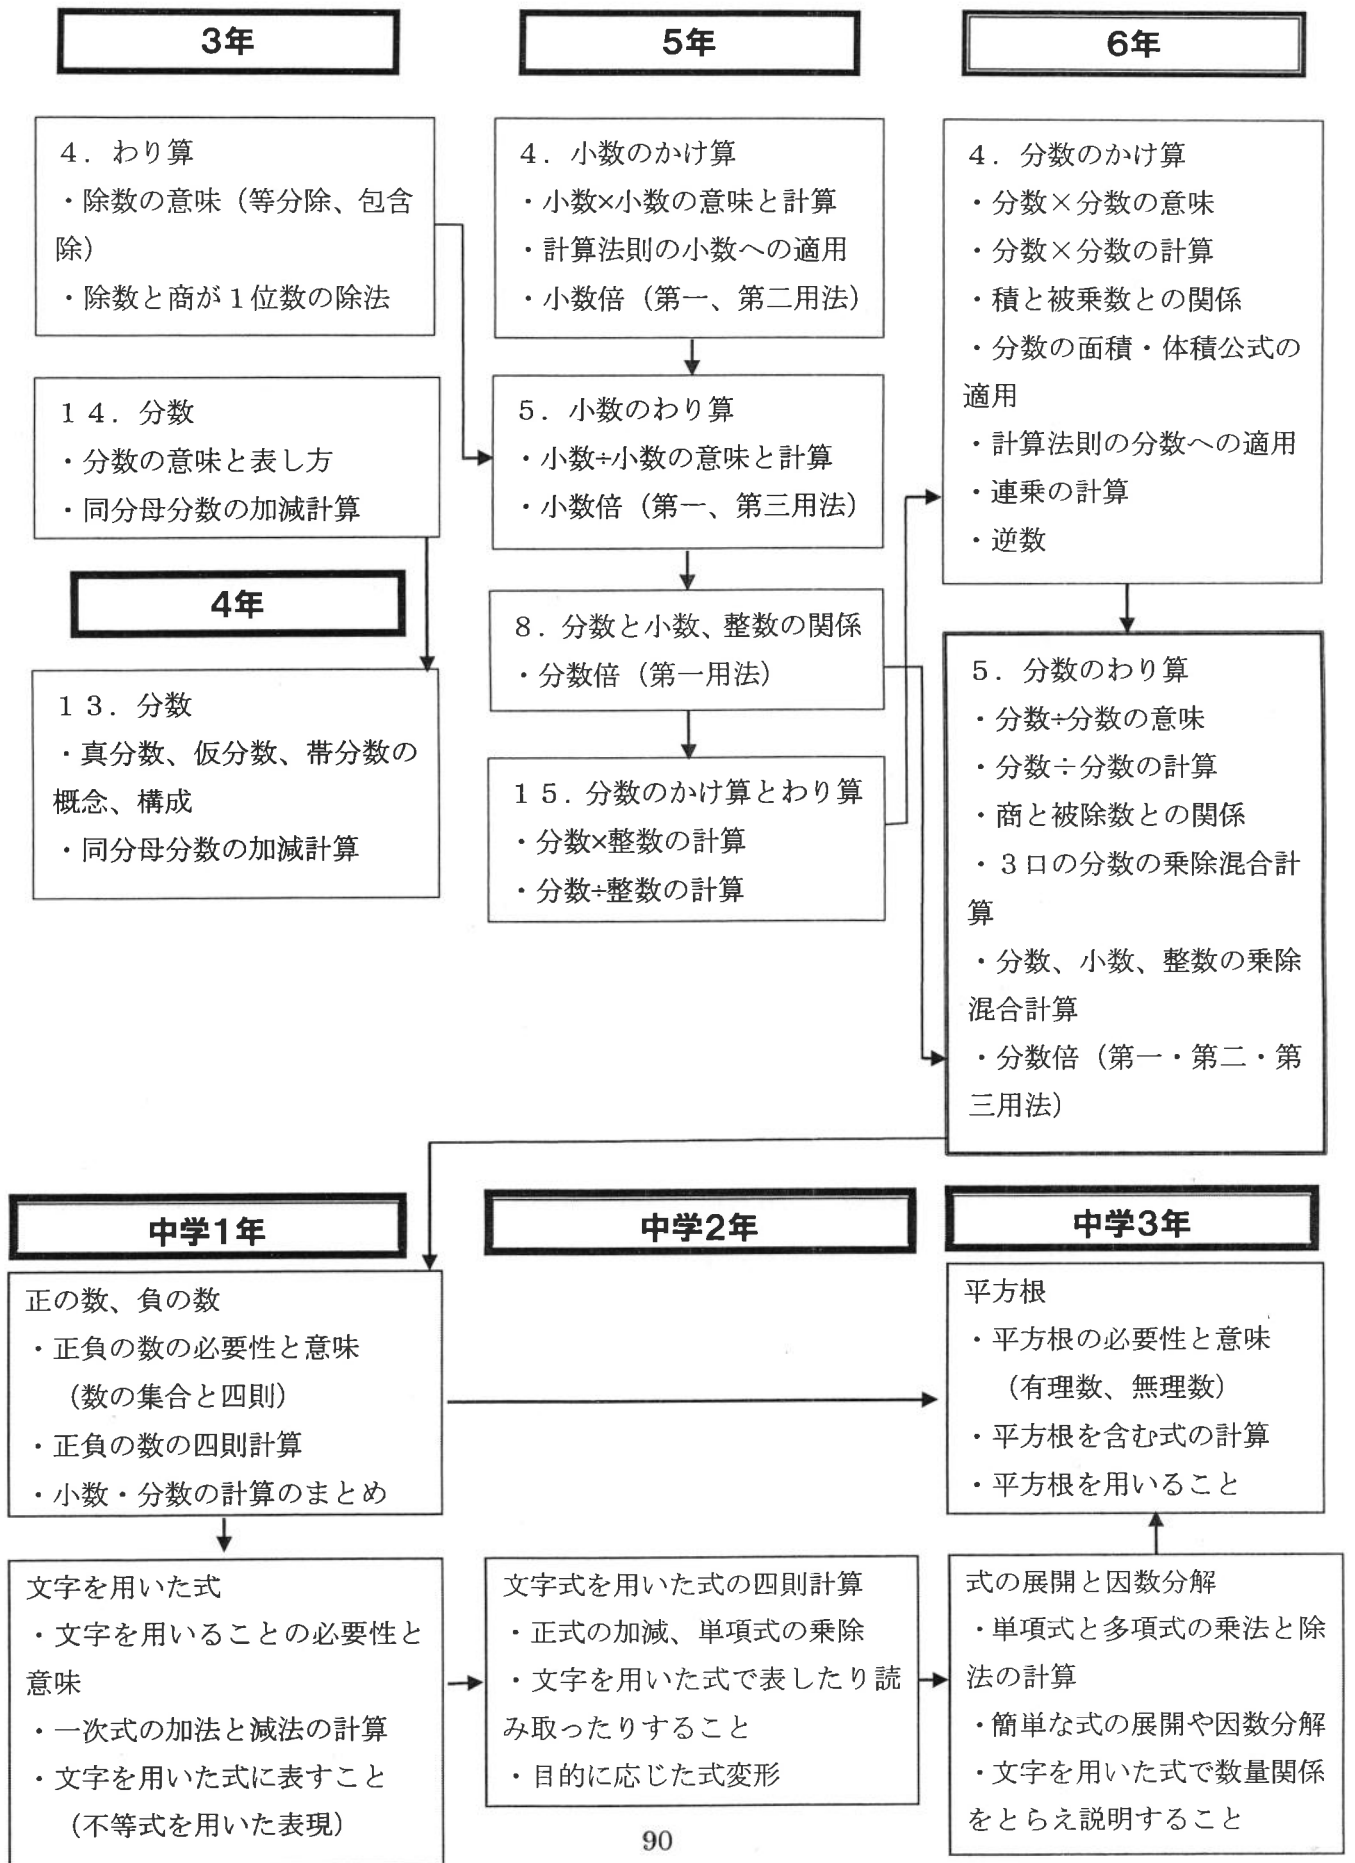 3年
4．わり算
・除数の意味（等分除、包含
除）
・除数と商が１位数の除法
１４．分数
・分数の意味と表し方
・同分母分数の加減計算
4年
１３．分数
・真分数、仮分数、帯分数の
概念、構成
・同分母分数の加減計算
5年
４．小数のかけ算
・小数×小数の意味と計算
・計算法則の小数への適用
・小数倍（第一、第二用法）
５．小数のわり算
・小数÷小数の意味と計算
・小数倍（第一、第三用法）
８．分数と小数、整数の関係
・分数倍（第一用法）
１５．分数のかけ算とわり算
・分数×整数の計算
・分数÷整数の計算
6年
４．分数のかけ算
・分数×分数の意味
・分数×分数の計算
・積と被乗数との関係
・分数の面積・体積公式の
適用
・計算法則の分数への適用
・連乗の計算
・逆数
５．分数のわり算
・分数÷分数の意味
・分数÷分数の計算
・商と被除数との関係
・３口の分数の乗除混合計
算
・分数、小数、整数の乗除
混合計算
・分数倍（第一・第二・第
三用法）
中学1年
正の数、負の数
・正負の数の必要性と意味
（数の集合と四則）
・正負の数の四則計算
・小数・分数の計算のまとめ
文字を用いた式
・文字を用いることの必要性と
意味
・一次式の加法と減法の計算
・文字を用いた式に表すこと
（不等式を用いた表現）
中学2年
文字式を用いた式の四則計算
・正式の加減、単項式の乗除
・文字を用いた式で表したり読
み取ったりすること
・目的に応じた式変形
中学3年
平方根
・平方根の必要性と意味
（有理数、無理数）
・平方根を含む式の計算
・平方根を用いること
式の展開と因数分解
・単項式と多項式の乗法と除
法の計算
・簡単な式の展開や因数分解
・文字を用いた式で数量関係
をとらえ説明すること
90